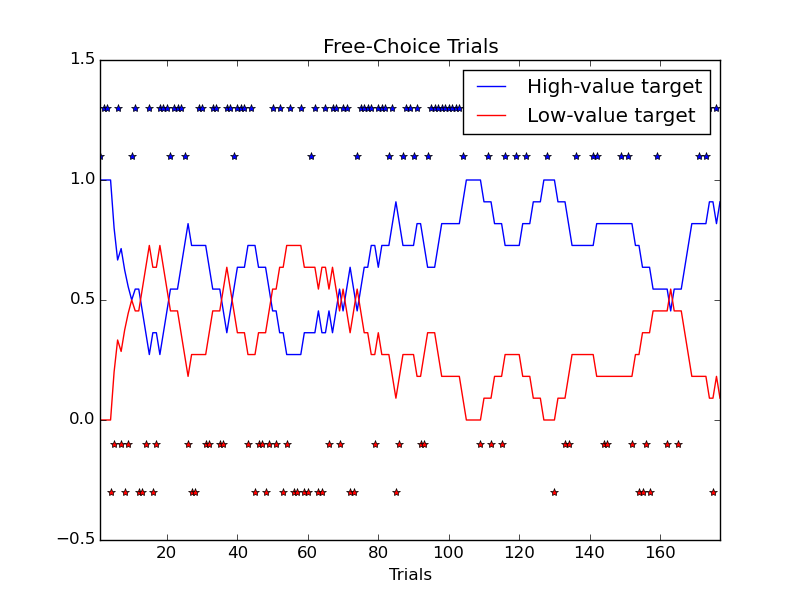 Free-Choice Trials
1.5
1.0
0.5
0.0
−0.5
High-value target
Low-value target
20 40 60 80 100 120 140 160
Trials